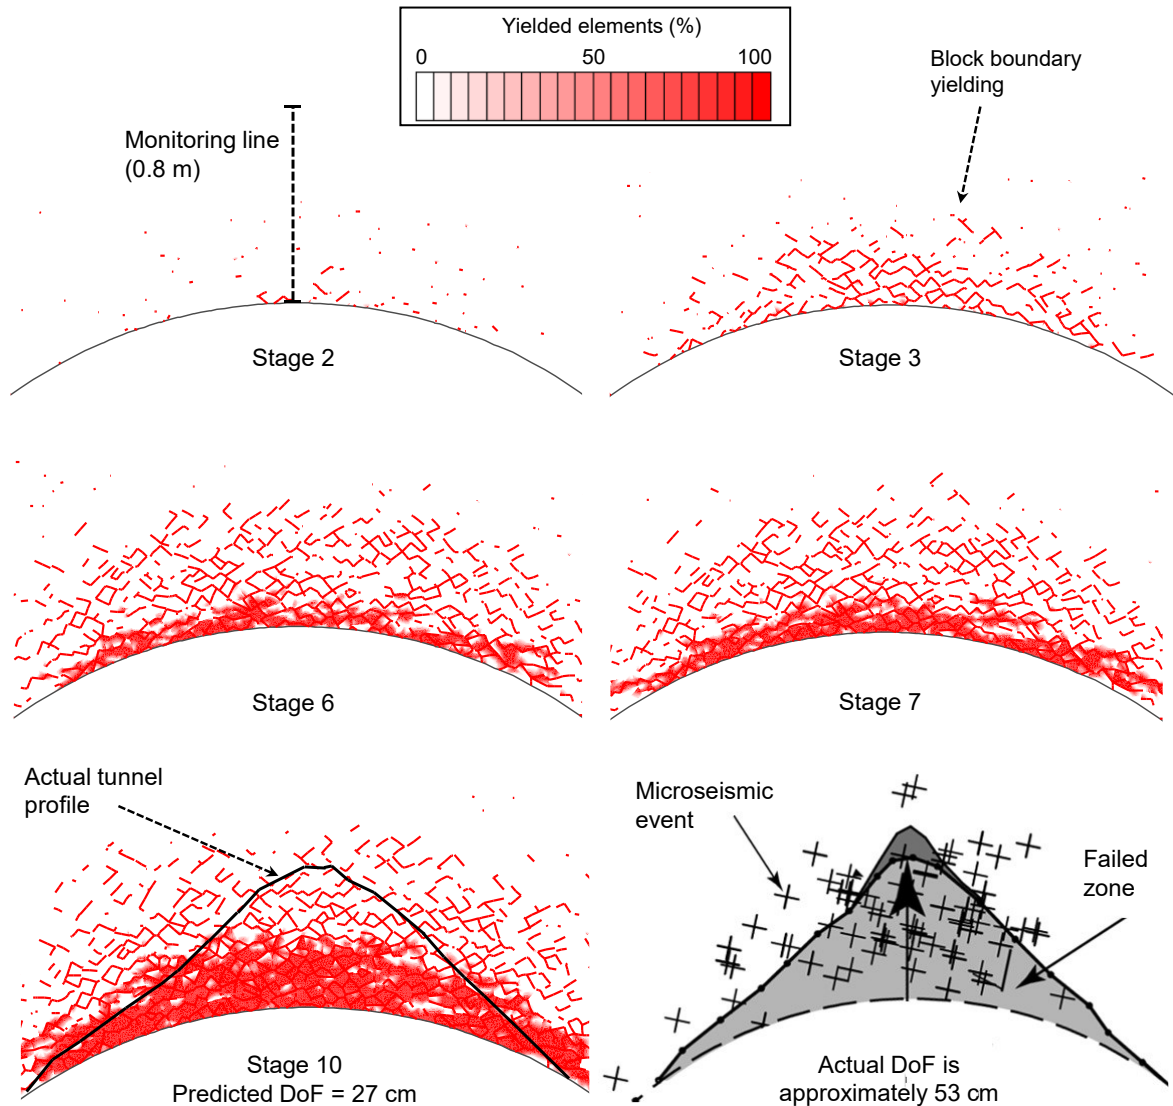 Yielded elements (%)
0 50 100
Block boundary
yielding
Monitoring line
(0.8 m)
Stage 2
Stage 3
Stage 6
Stage 7
Actual tunnel
profile
Microseismic
event
Failed
zone
Stage 10
Predicted DoF = 27 cm
Actual DoF is
approximately 53 cm